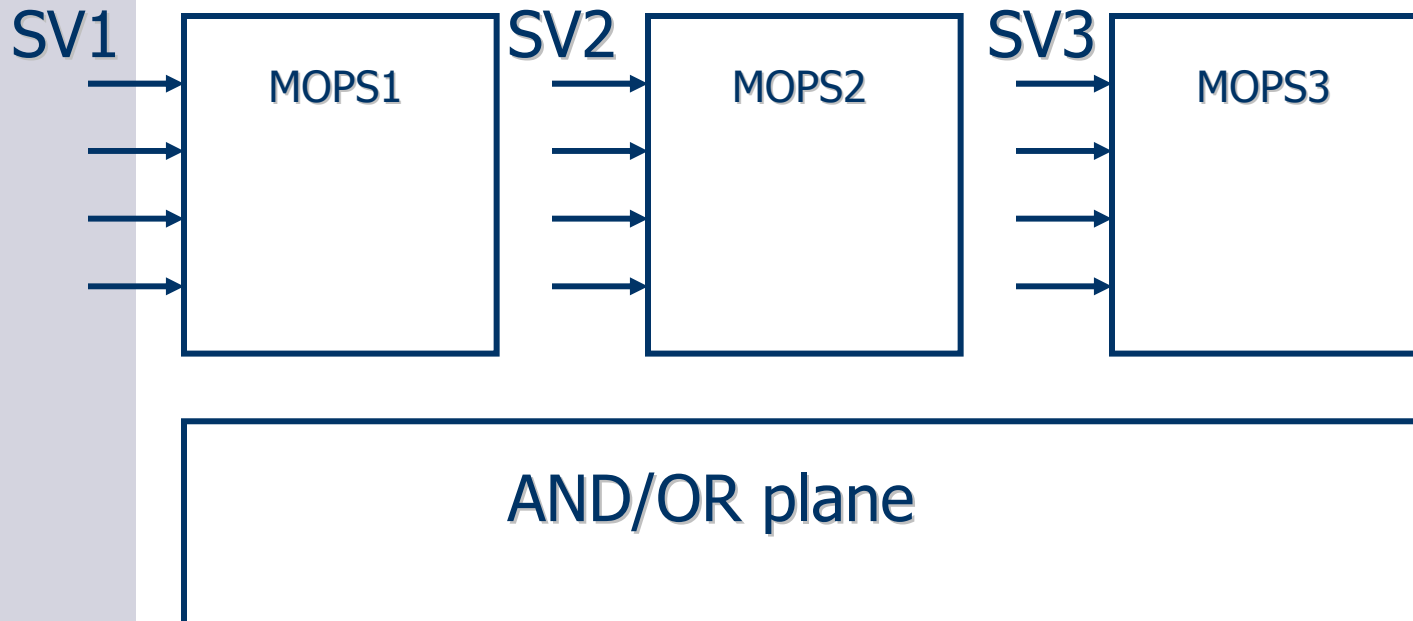 SV1
MOPS1
SV2
MOPS2
SV3
MOPS3
AND/OR plane